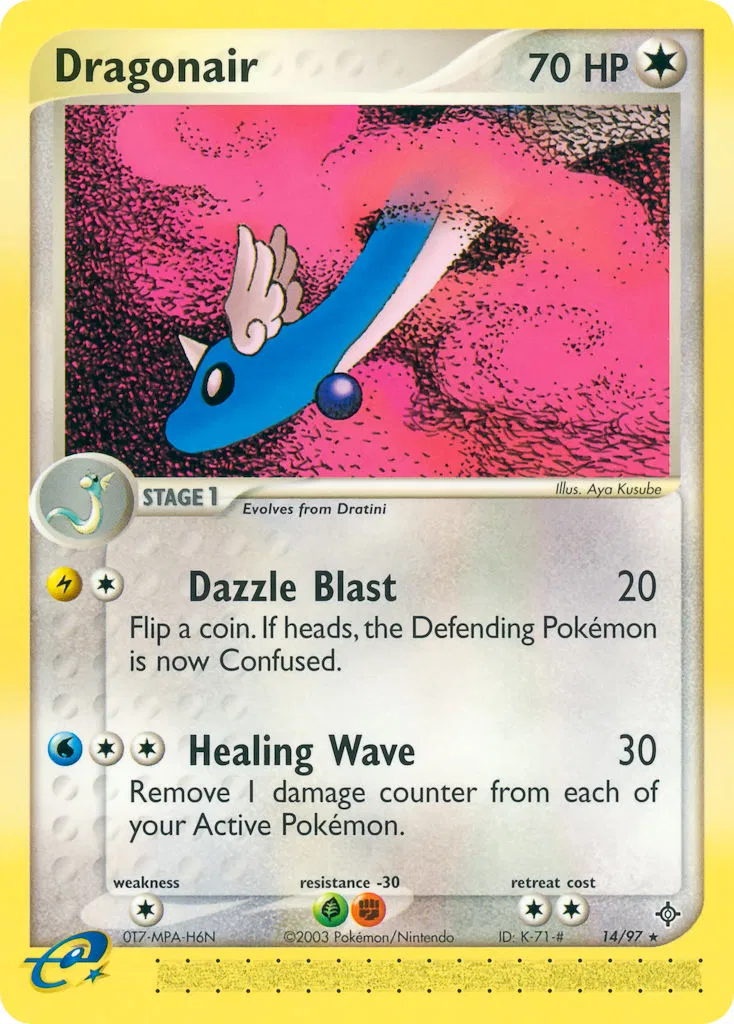 Dragonair 70 HP
Illus. Aya Kusube
STAGE 1
Evolves from Dratini
Dazzle Blast 20
Flip a coin. If heads, the Defending Pokémon
is now Confused.
Healing Wave 30
Remove 1 damage counter from each of
your Active Pokémon.
weakness resistance -30 retreat cost
0T7-MPA-H6N ©2003 Pokémon/Nintendo ID: K-71-# 14/97 ★
e